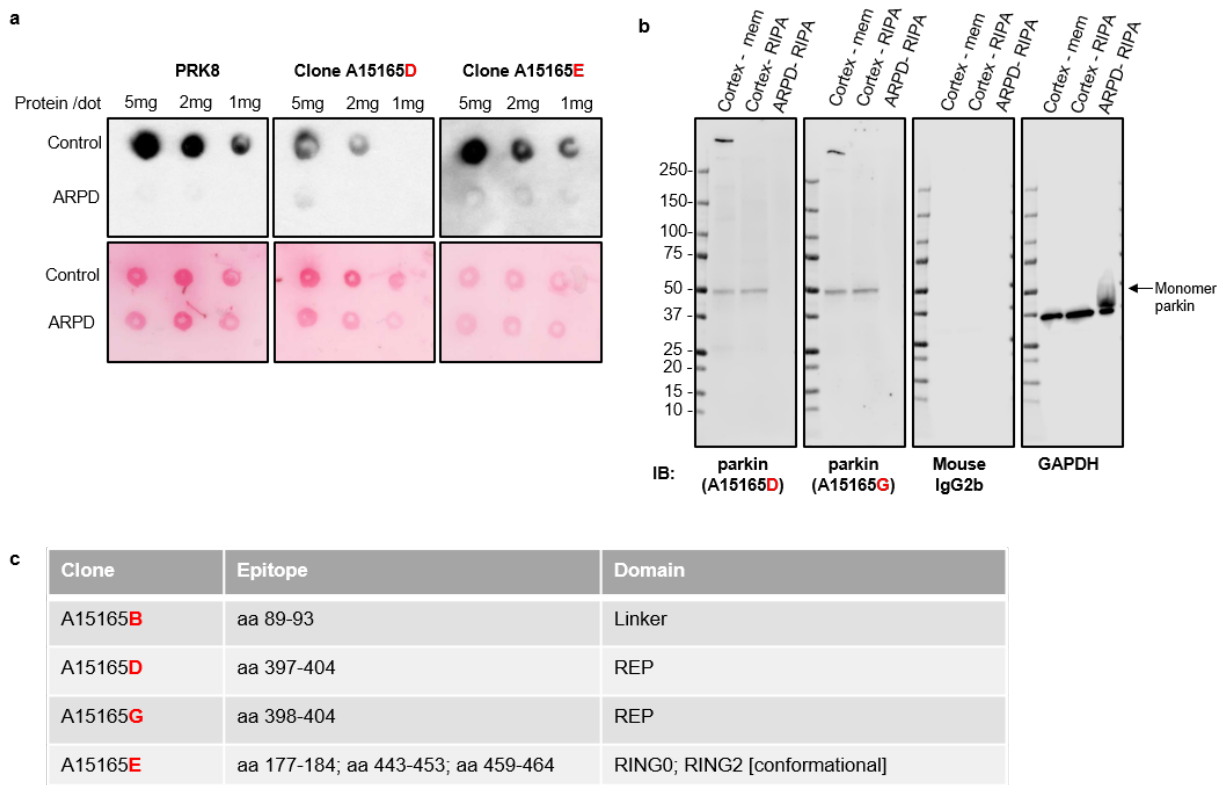 a
PRK8 Clone A15165D Clone A15165E
Protein /dot 5mg 2mg 1mg 5mg 2mg 1mg 5mg 2mg 1mg
Control
ARPD
Control
ARPD
b
Cortex - mem Cortex- RIPA ARPD- RIPA Cortex - mem Cortex - RIPA ARPD- RIPA Cortex - mem Cortex - RIPA ARPD- RIPA Cortex - mem Cortex - RIPA ARPD- RIPA
250-
150-
100-
75 -
50 -
37 -
25 -
20 -
15 -
10 -
Monomer
parkin
IB: parkin parkin Mouse GAPDH
(A15165D) (A15165G) IgG2b
c
Clone Epitope Domain
A15165B aa 89-93 Linker
A15165D aa 397-404 REP
A15165G aa 398-404 REP
A15165E aa 177-184; aa 443-453; aa 459-464 RING0; RING2 [conformational]